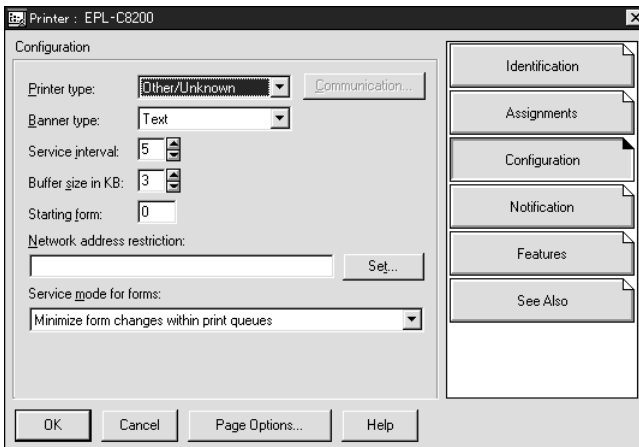 Printer : EPL-C8200
Configuration
Printer type: Other/Unknown Communication...
Banner type: Text
Service interval: 5
Buffer size in KB: 3
Starting form: 0
Network address restriction:
Set...
Service mode for forms:
Minimize form changes within print queues
Identification
Assignments
Configuration
Notification
Features
See Also
OK Cancel Page Options... Help